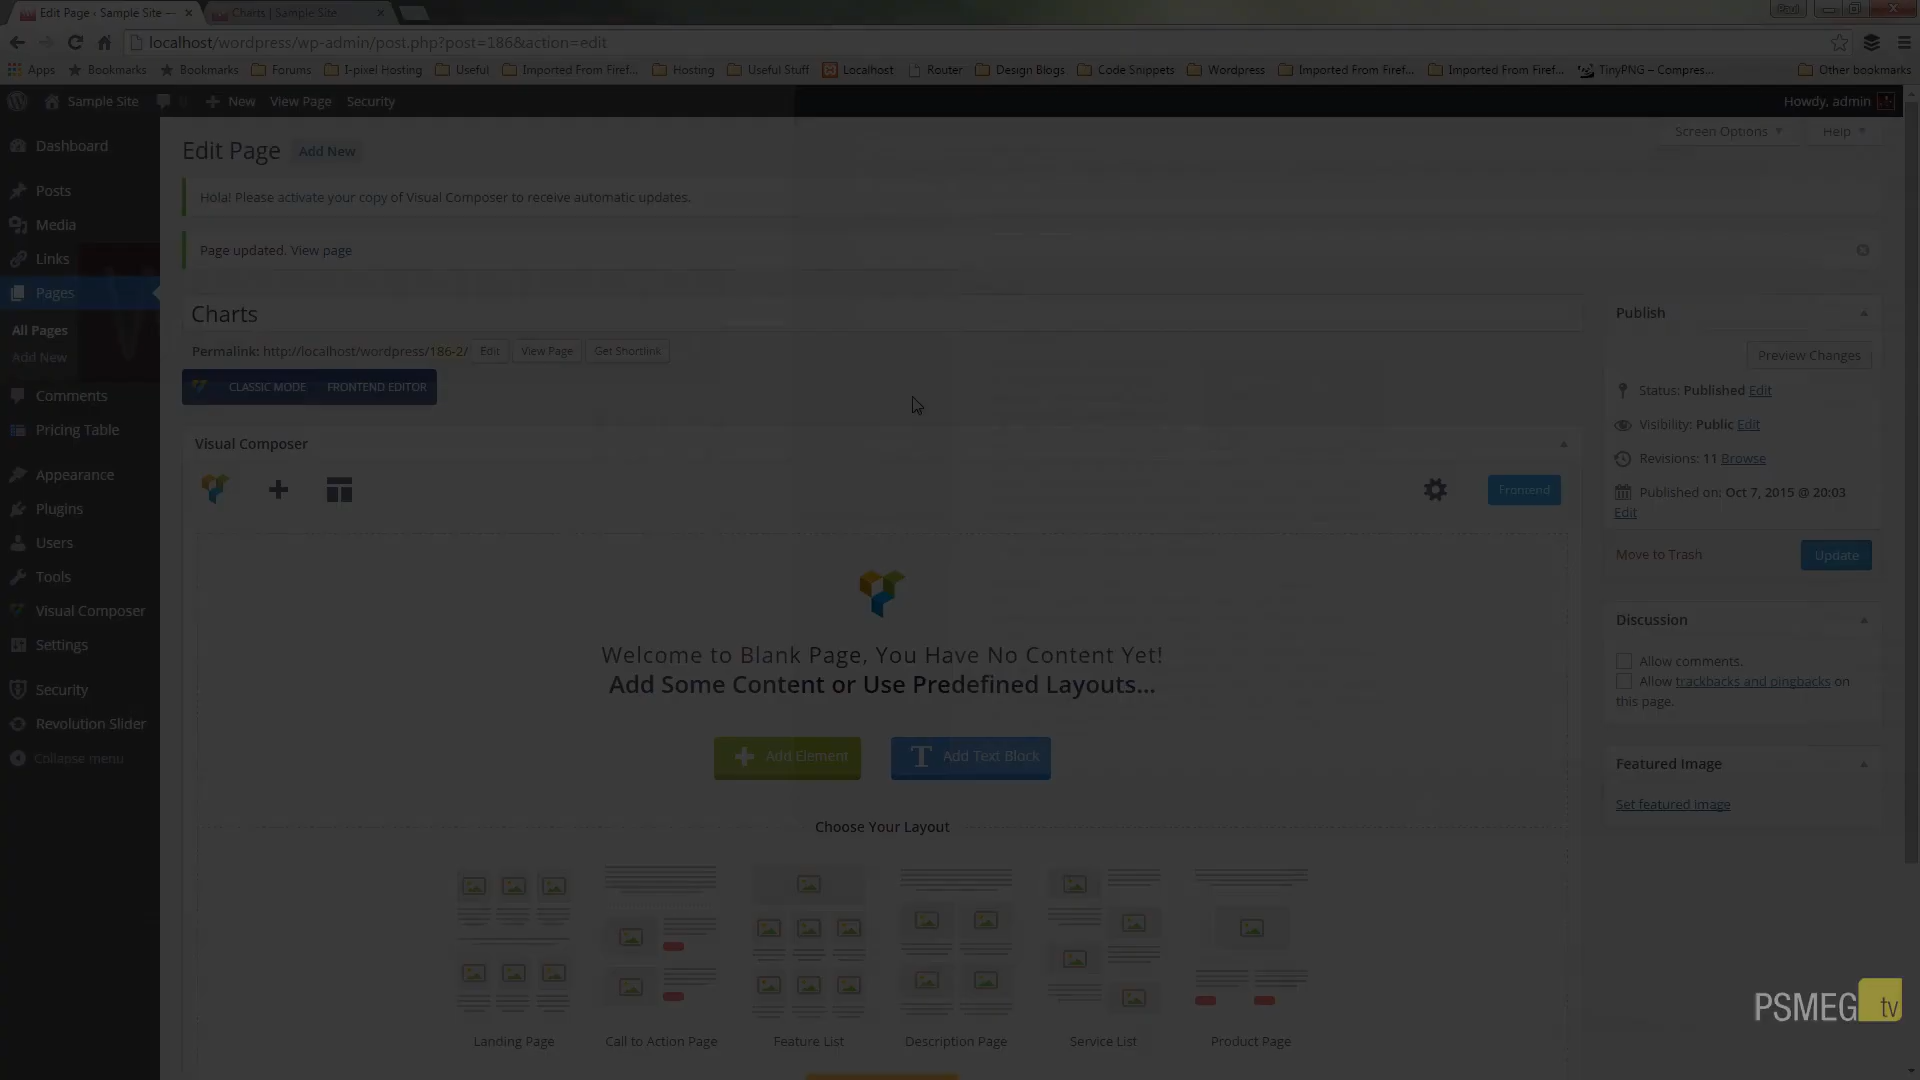 Edit Page ‹ Sample Site —
Charts | Sample Site
Paul
localhost/wordpress/wp-admin/post.php?post=186&action=edit
Apps
Bookmarks
Bookmarks
Forums
I-pixel Hosting
Useful
Imported From Firef...
Hosting
Useful Stuff
Localhost
Router
Design Blogs
Code Snippets
Wordpress
Imported From Firef...
Imported From Firef...
TinyPNG – Compres...
Other bookmarks
Sample Site
New
View Page
Security
Howdy, admin
Dashboard
Posts
Media
Links
Pages
All Pages
Add New
Comments
Pricing Table
Appearance
Plugins
Users
Tools
Visual Composer
Settings
Security
Revolution Slider
Collapse menu
Screen Options
Help
Edit Page
Add New
Hola! Please activate your copy of Visual Composer to receive automatic updates.
Page updated. View page
Charts
Permalink: http://localhost/wordpress/186-2/
Edit
View Page
Get Shortlink
CLASSIC MODE
FRONTEND EDITOR
Visual Composer
Frontend
Welcome to Blank Page, You Have No Content Yet!
Add Some Content or Use Predefined Layouts...
Add Element
Add Text Block
Choose Your Layout
Landing Page
Call to Action Page
Feature List
Description Page
Service List
Product Page
Publish
Preview Changes
Status: Published Edit
Visibility: Public Edit
Revisions: 11 Browse
Published on: Oct 7, 2015 @ 20:03
Edit
Move to Trash
Update
Discussion
Allow comments.
Allow trackbacks and pingbacks on
this page.
Featured Image
Set featured image
PSMEG tv